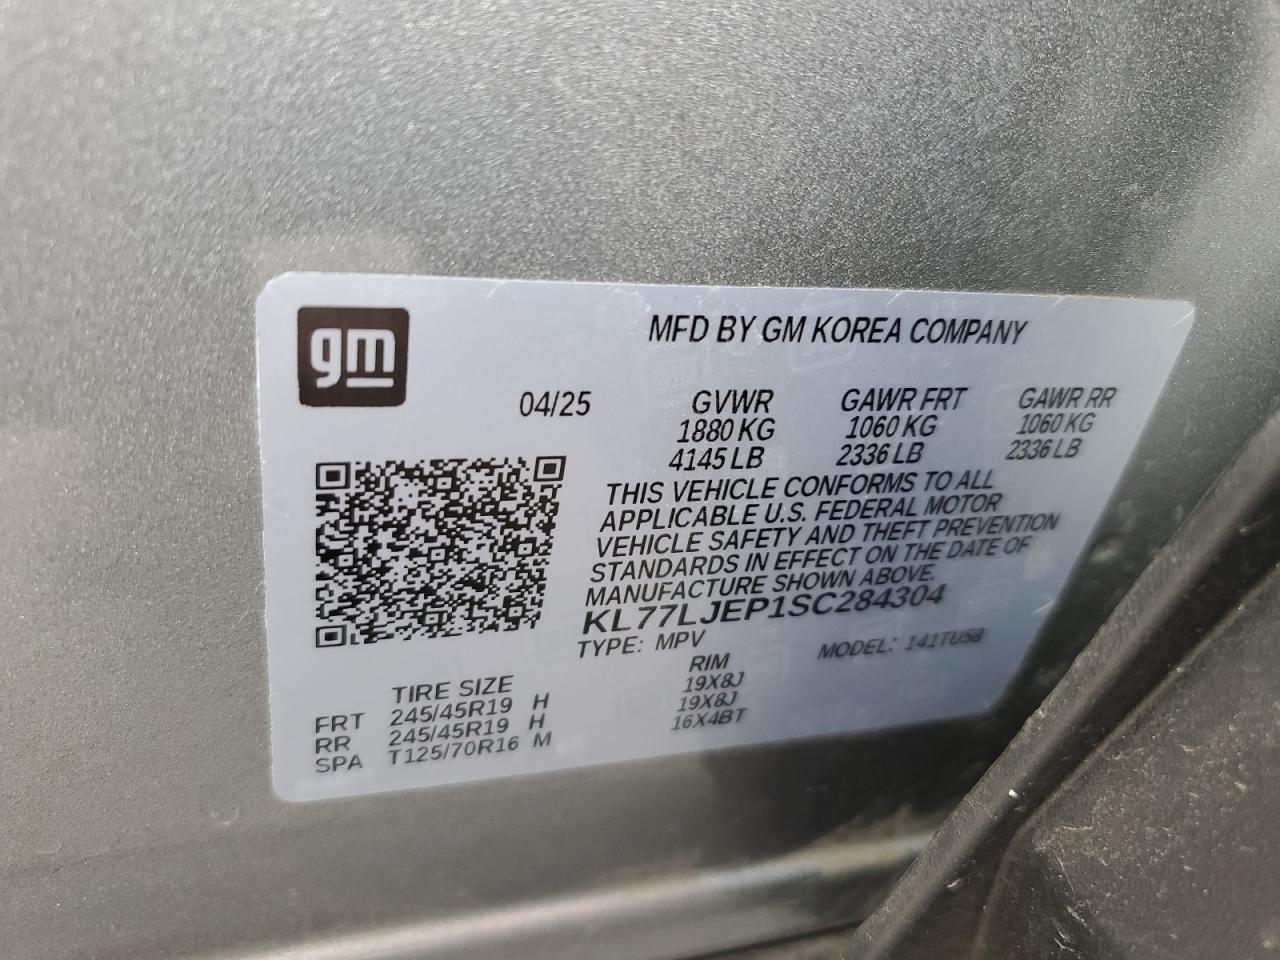 gm
MFD BY GM KOREA COMPANY
04/25 GVWR GAWR FRT GAWR RR
1880 KG 1060 KG 1060 KG
4145 LB 2336 LB 2336 LB
THIS VEHICLE CONFORMS TO ALL
APPLICABLE U.S. FEDERAL MOTOR
VEHICLE SAFETY AND THEFT PREVENTION
STANDARDS IN EFFECT ON THE DATE OF
MANUFACTURE SHOWN ABOVE.
KL77LJEP1SC284304
TYPE: MPV MODEL: 141TU58
TIRE SIZE RIM
FRT 245/45R19 H 19X8J
RR 245/45R19 H 19X8J
SPA T125/70R16 M 16X4BT